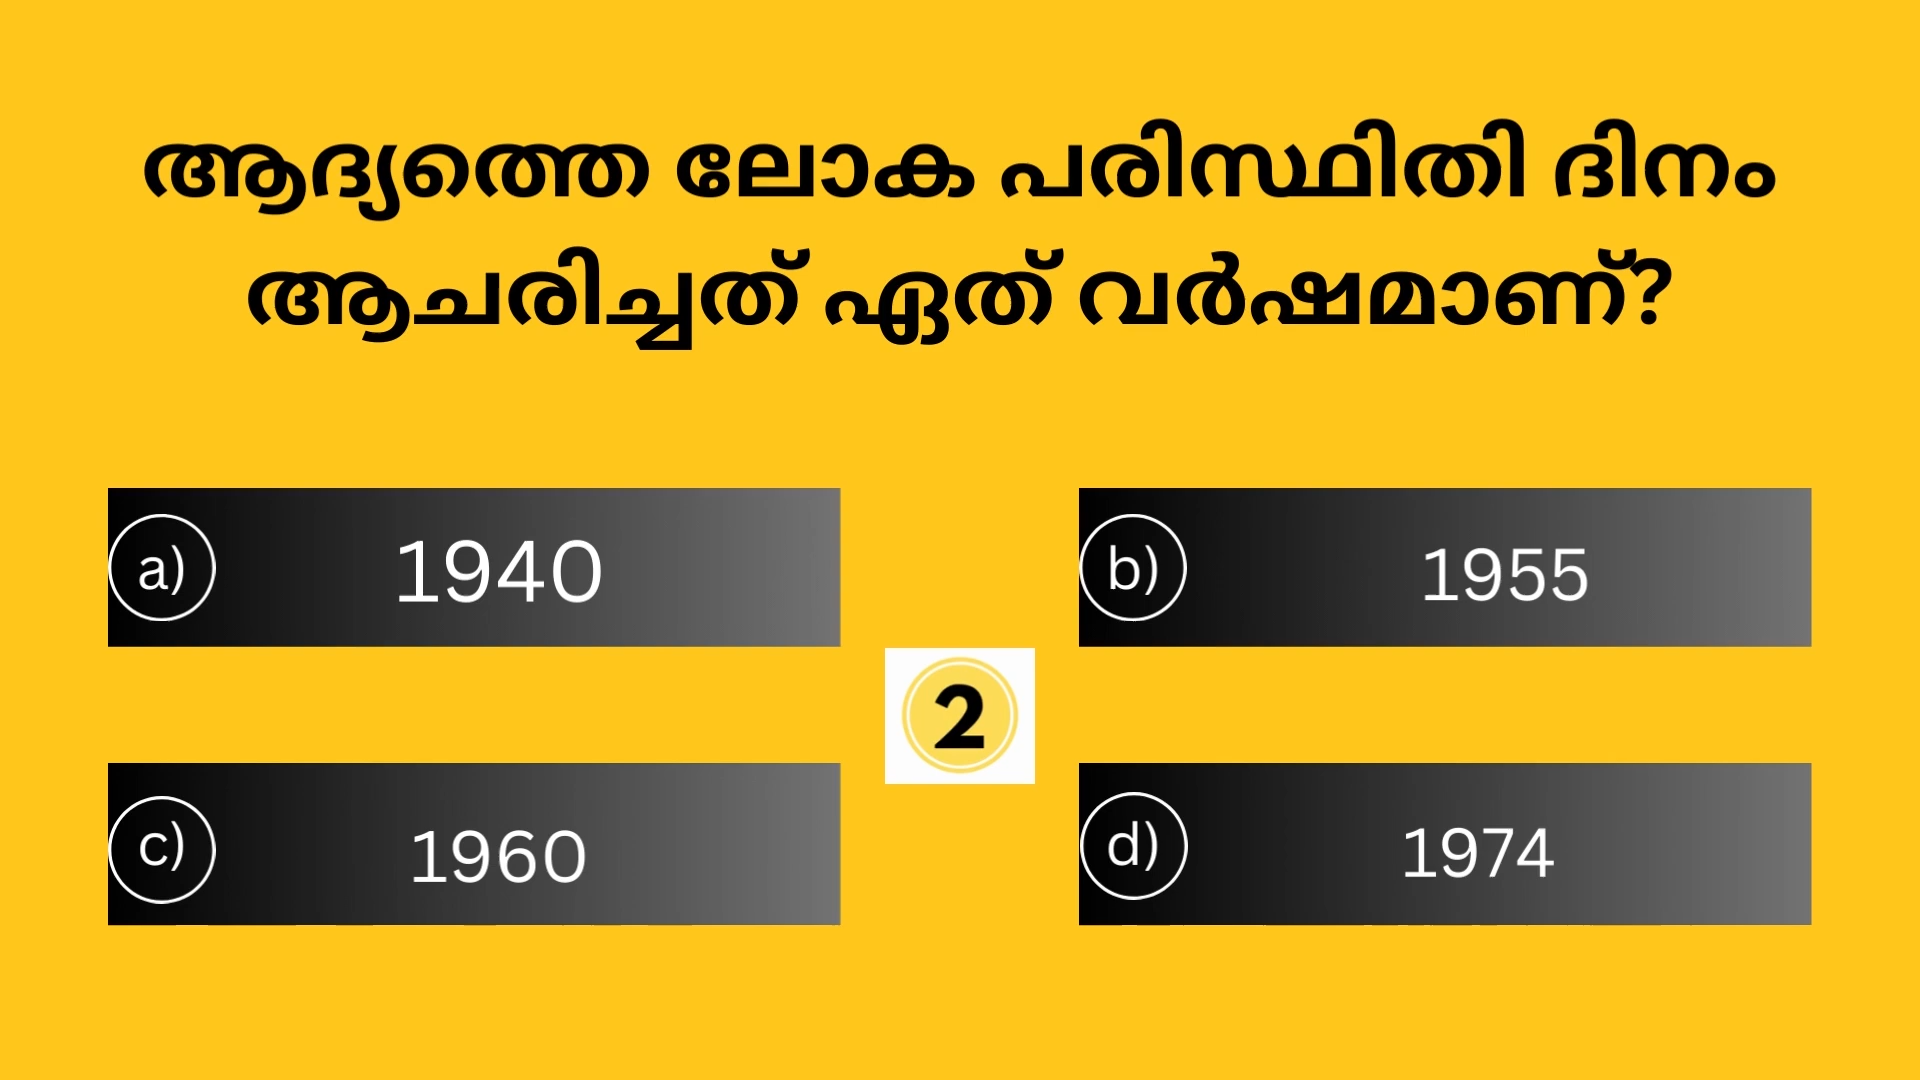 ആദ്യത്തെ ലോക പരിസ്ഥിതി ദിനം
ആചരിച്ചത് ഏത് വർഷമാണ്?
a) 1940
b) 1955
2
c) 1960
d) 1974